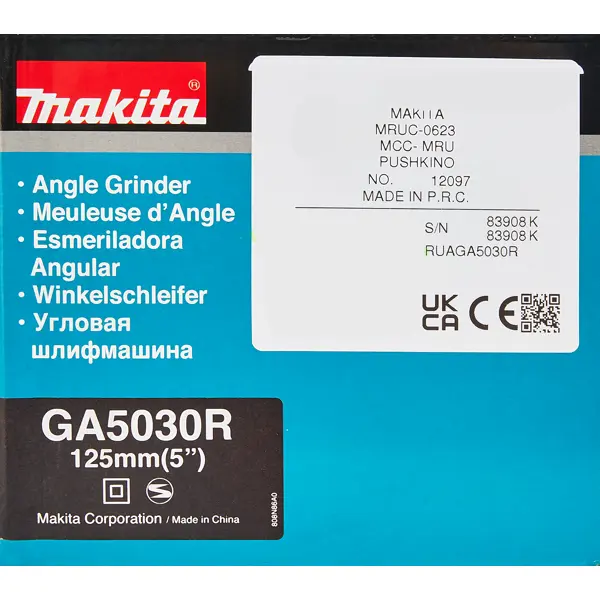 makita®
• Angle Grinder
• Meuleuse d'Angle
• Esmeriladora
Angular
• Winkelschleifer
• Угловая
шлифмашина
MAKITA
MRUC-0623
MCC- MRU
PUSHKINO
NO. 12097
MADE IN P.R.C.
S/N 83908 K
83908 K
RUAGA5030R
UK
CA CE
GA5030R
125mm(5”)
Makita Corporation / Made in China
808N86A0